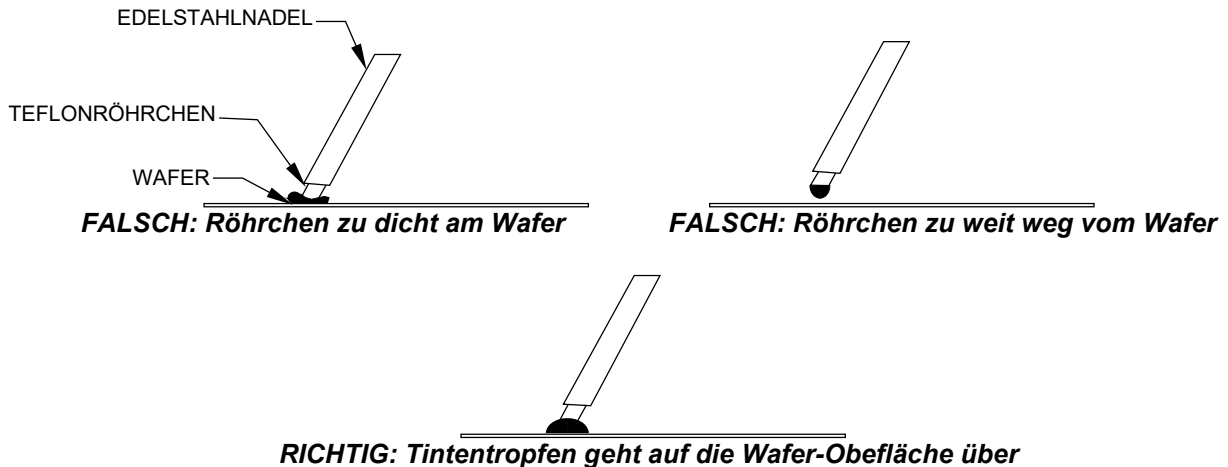 EDELSTAHLNADEL
TEFLONRÖHRCHEN
WAFER
FALSCH: Röhrchen zu dicht am Wafer
FALSCH: Röhrchen zu weit weg vom Wafer
RICHTIG: Tintentropfen geht auf die Wafer-Obefläche über